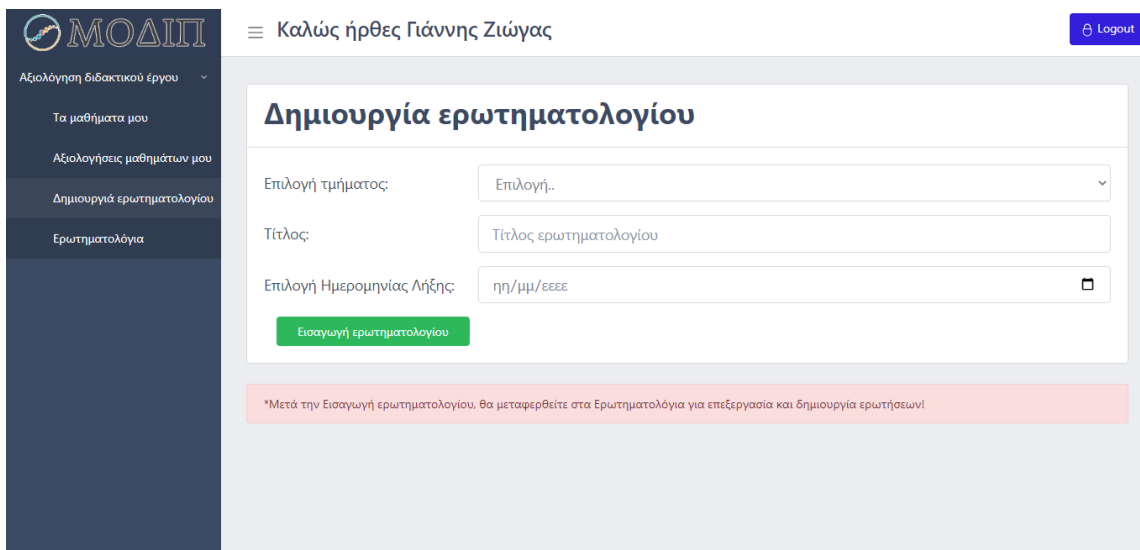 ΜΟΔΙΠ
Καλώς ήρθες Γιάννης Ζιώγας
Logout
Αξιολόγηση διδακτικού έργου
Τα μαθήματα μου
Αξιολογήσεις μαθημάτων μου
Δημιουργιά ερωτηματολογίου
Ερωτηματολόγια
Δημιουργία ερωτηματολογίου
Επιλογή τμήματος:
Επιλογή..
Τίτλος:
Τίτλος ερωτηματολογίου
Επιλογή Ημερομηνίας Λήξης:
ηη/μμ/εεεε
Εισαγωγή ερωτηματολογίου
*Μετά την Εισαγωγή ερωτηματολογίου, θα μεταφερθείτε στα Ερωτηματολόγια για επεξεργασία και δημιουργία ερωτήσεων!